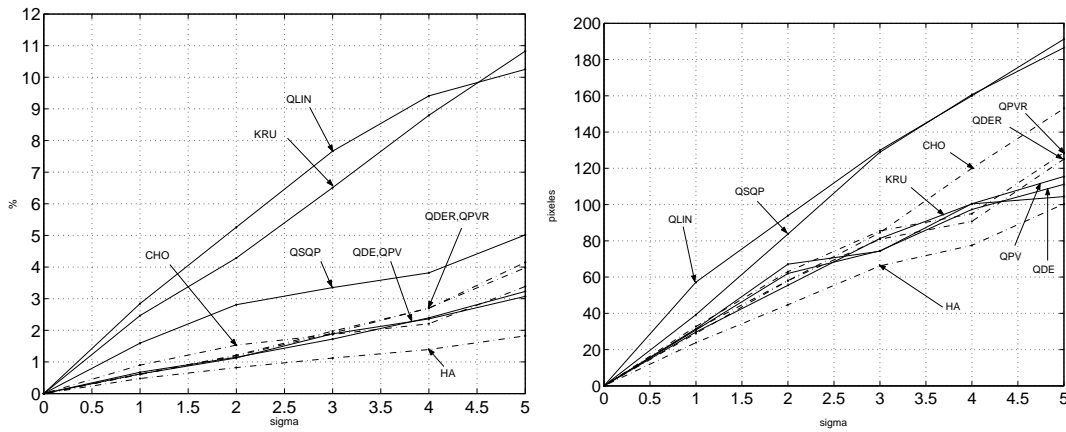 12
11
10
9
8
7
6
5
4
3
2
1
0
%
QLIN
KRU
CHO
QSQP
QDE,QPV
QDER,QPVR
HA
0 0.5 1 1.5 2 2.5 3 3.5 4 4.5 5
sigma
200
180
160
140
120
100
80
60
40
20
0
pixeles
QLIN
QSQP
CHO
KRU
QPVR
QDER
QPV
QDE
HA
0 0.5 1 1.5 2 2.5 3 3.5 4 4.5 5
sigma